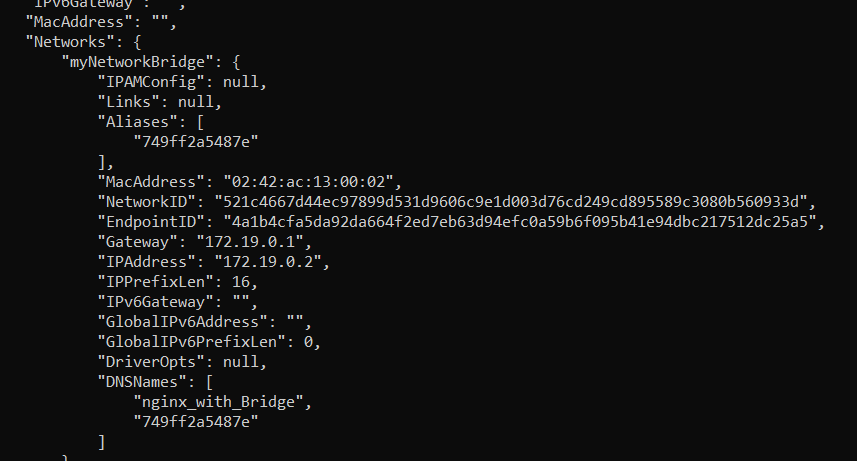 "IPv6Gateway": "",
"MacAddress": "",
"Networks": {
"myNetworkBridge": {
"IPAMConfig": null,
"Links": null,
"Aliases": [
"749ff2a5487e"
],
"MacAddress": "02:42:ac:13:00:02",
"NetworkID": "521c4667d44ec97899d531d9606c9e1d003d76cd249cd895589c3080b560933d",
"EndpointID": "4a1b4cfa5da92da664f2ed7eb63d94efc0a59b6f095b41e94dbc217512dc25a5",
"Gateway": "172.19.0.1",
"IPAddress": "172.19.0.2",
"IPPrefixLen": 16,
"IPv6Gateway": "",
"GlobalIPv6Address": "",
"GlobalIPv6PrefixLen": 0,
"DriverOpts": null,
"DNSNames": [
"nginx_with_Bridge",
"749ff2a5487e"
]
}